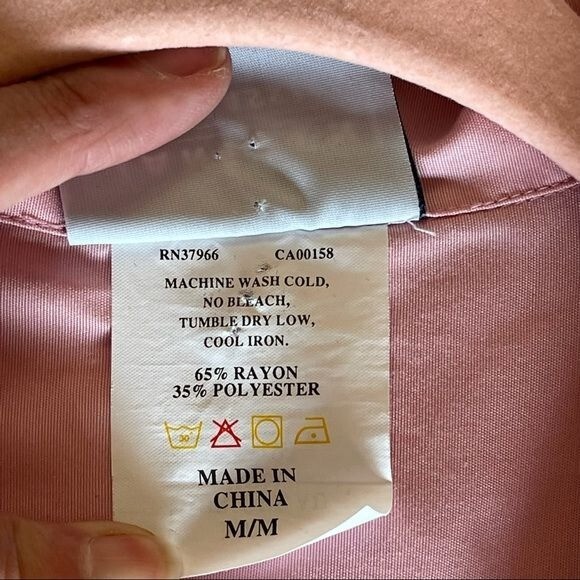 RN37966 CA00158
MACHINE WASH COLD,
NO BLEACH,
TUMBLE DRY LOW,
COOL IRON.
65% RAYON
35% POLYESTER
30°
MADE IN
CHINA
M/M